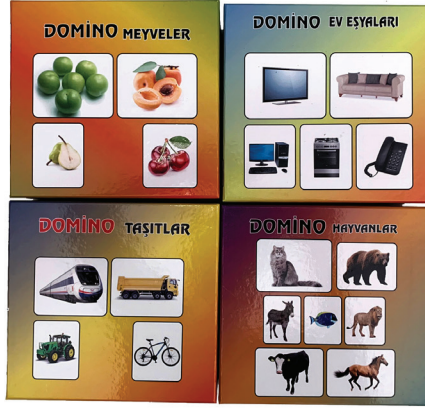 DOMİNO MEYVELER
DOMİNO EV EŞYALARI
DOMİNO TAŞITLAR
DOMİNO HAYVANLAR